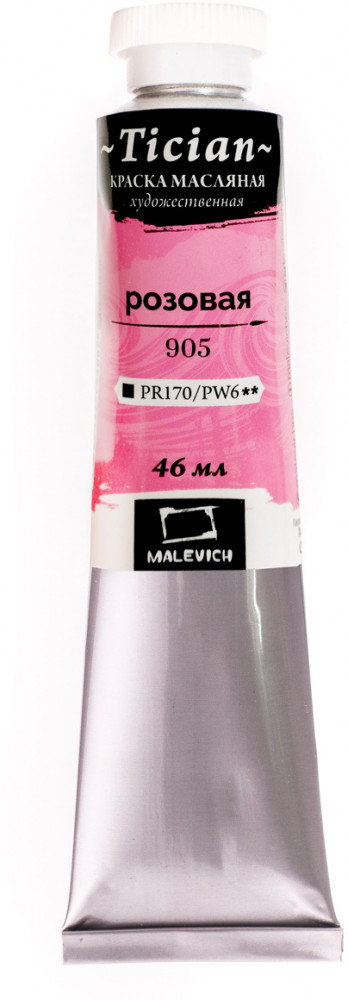 ~Tician~
КРАСКА МАСЛЯНАЯ
художественная
розовая
905
PR170/PW6**
46 мл
MALEVICH